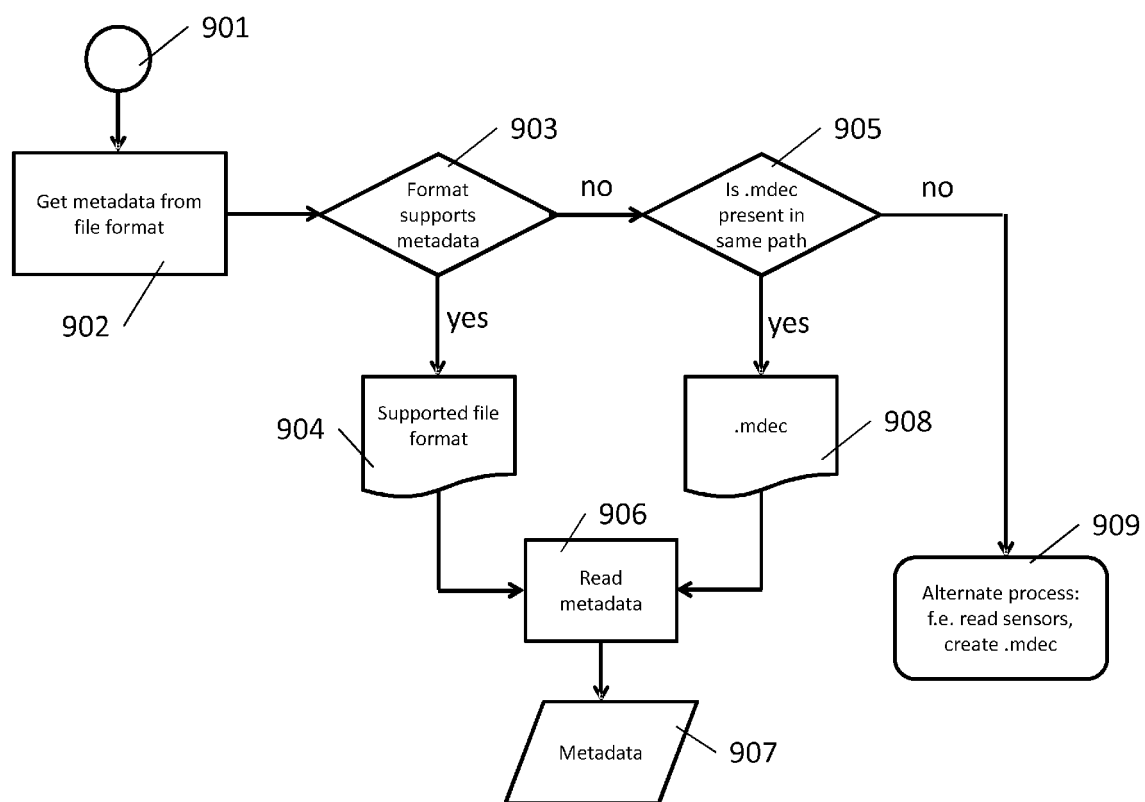 901
903
905
Get metadata from
file format
Format
supports
metadata
no
Is .mdec
present in
same path
no
902
yes
yes
904
Supported file
format
.mdec
908
906
Read
metadata
909
Alternate process:
f.e. read sensors,
create .mdec
Metadata
907